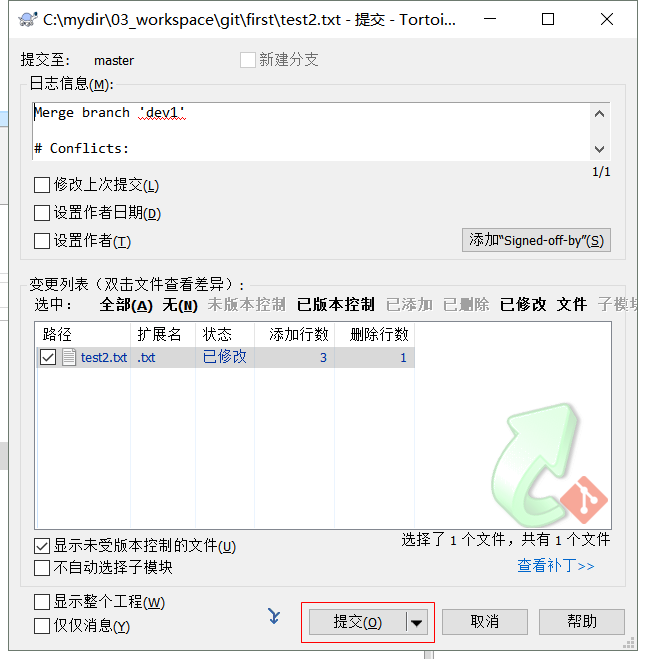 C:\mydir\03_workspace\git\first\test2.txt - 提交 - Tortoi...
提交至: master 新建分支
日志信息(M):
Merge branch 'dev1'
# Conflicts:
1/1
修改上次提交(L)
设置作者日期(D)
设置作者(T)
添加“Signed-off-by”(S)
变更列表（双击文件查看差异）:
选中： 全部(A) 无(N) 未版本控制 已版本控制 已添加 已删除 已修改 文件 子模块
路径 扩展名 状态 添加行数 删除行数
test2.txt .txt 已修改 3 1
显示未受版本控制的文件(U)
选择了 1 个文件，共有 1 个文件
不自动选择子模块
查看补丁>>
显示整个工程(W)
仅仅消息(Y)
提交(O) 取消 帮助